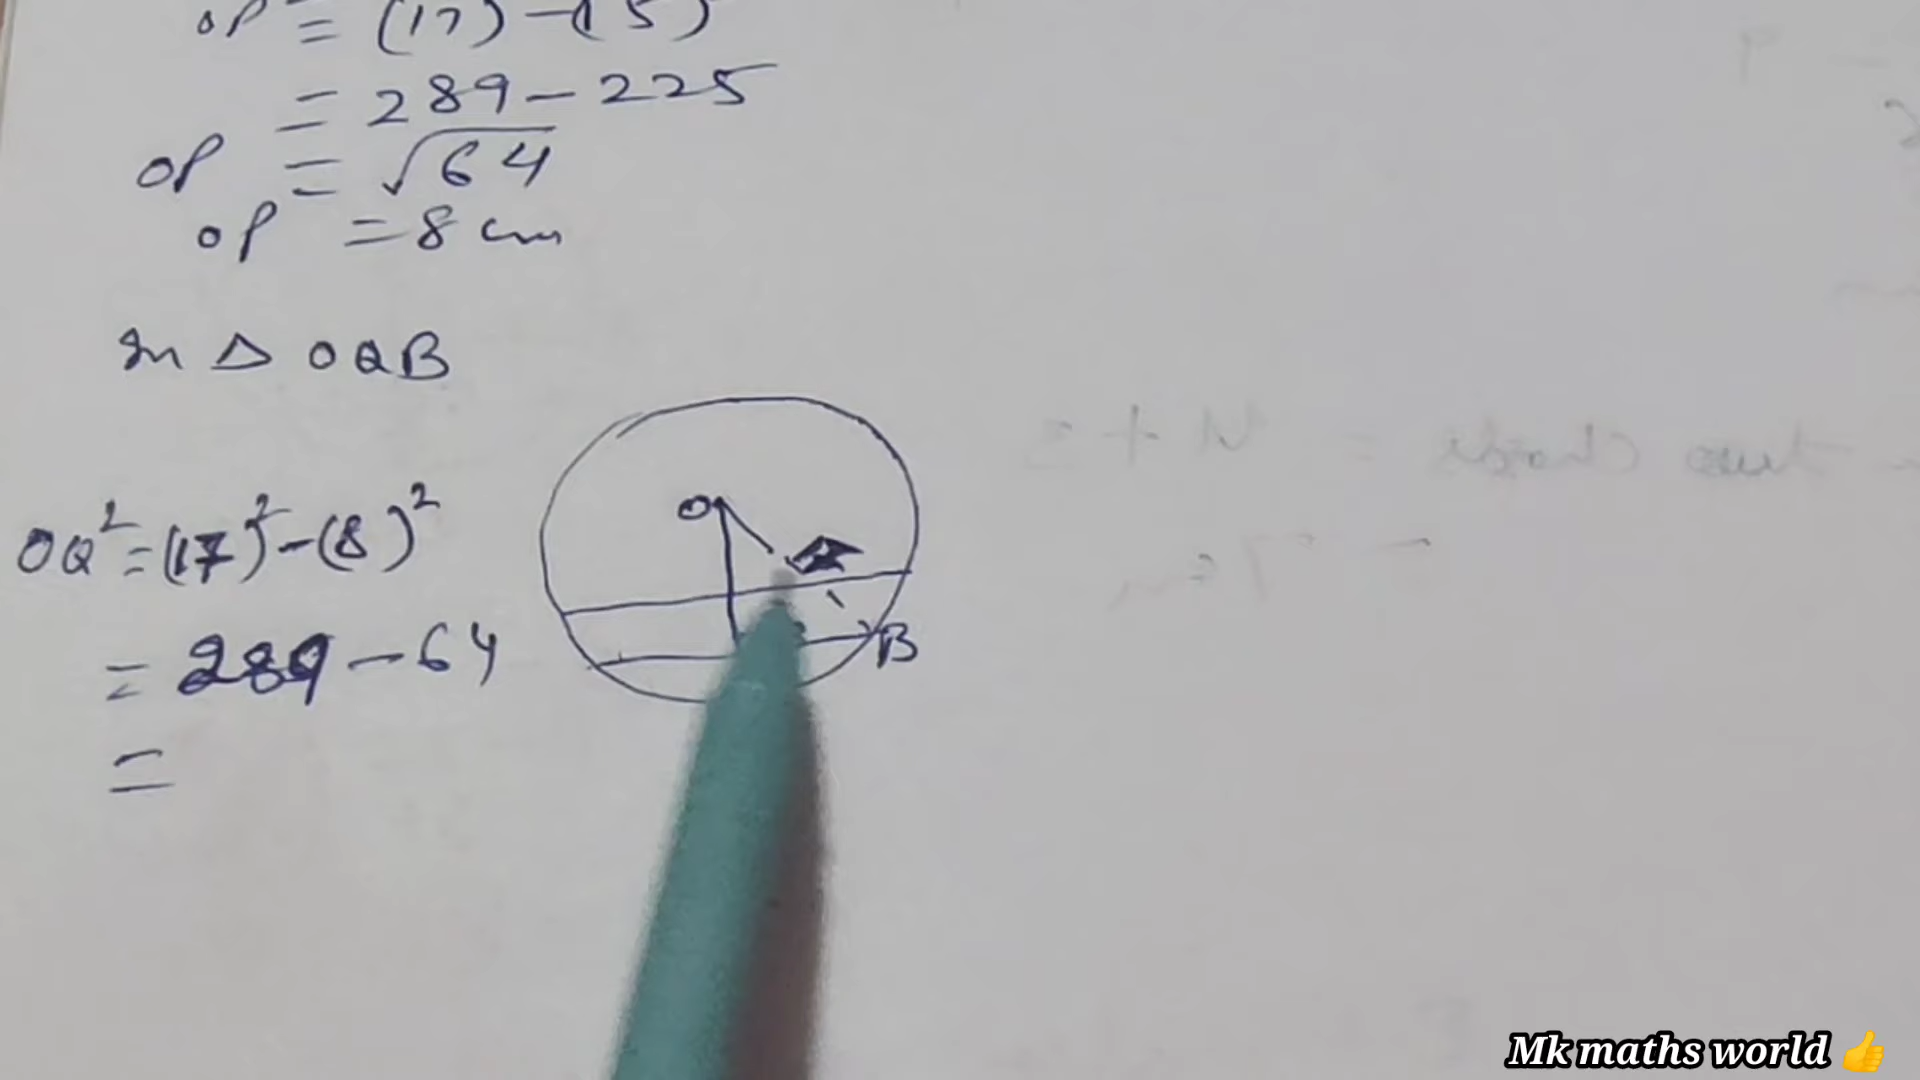 OP = (17) - (15)
= 289 - 225
OP = √64
OP = 8 cm
In Δ OQB
OQ² = (17)² - (8)²
= 289 - 64
=
O
B
Mk maths world 👍